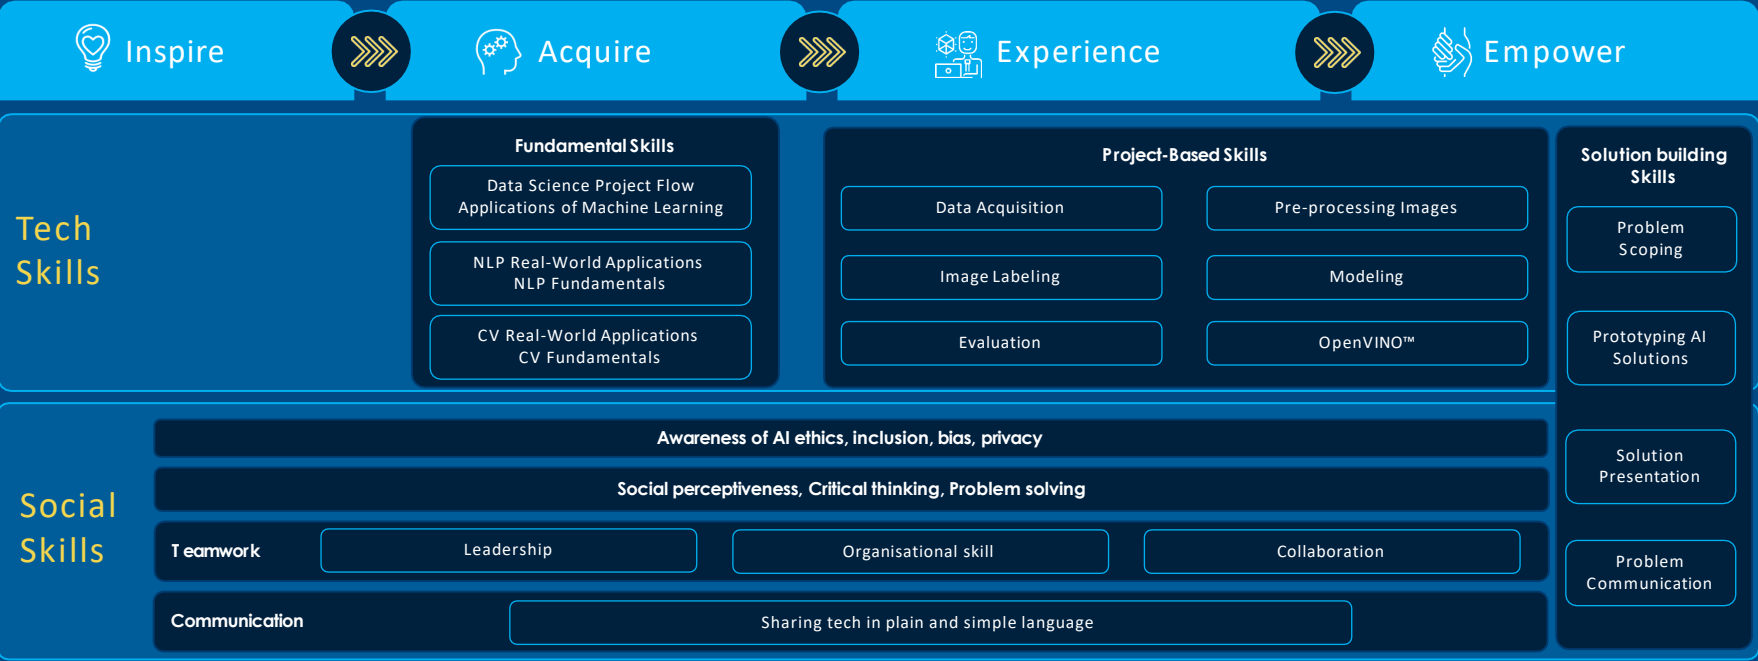 Inspire
Acquire
Experience
Empower
Tech
Skills
Fundamental Skills
Data Science Project Flow
Applications of Machine Learning
NLP Real-World Applications
NLP Fundamentals
CV Real-World Applications
CV Fundamentals
Project-Based Skills
Data Acquisition
Pre-processing Images
Image Labeling
Modeling
Evaluation
OpenVINO™
Solution building
Skills
Problem
Scoping
Prototyping AI
Solutions
Solution
Presentation
Problem
Communication
Social
Skills
Awareness of AI ethics, inclusion, bias, privacy
Social perceptiveness, Critical thinking, Problem solving
Teamwork
Leadership
Organisational skill
Collaboration
Communication
Sharing tech in plain and simple language